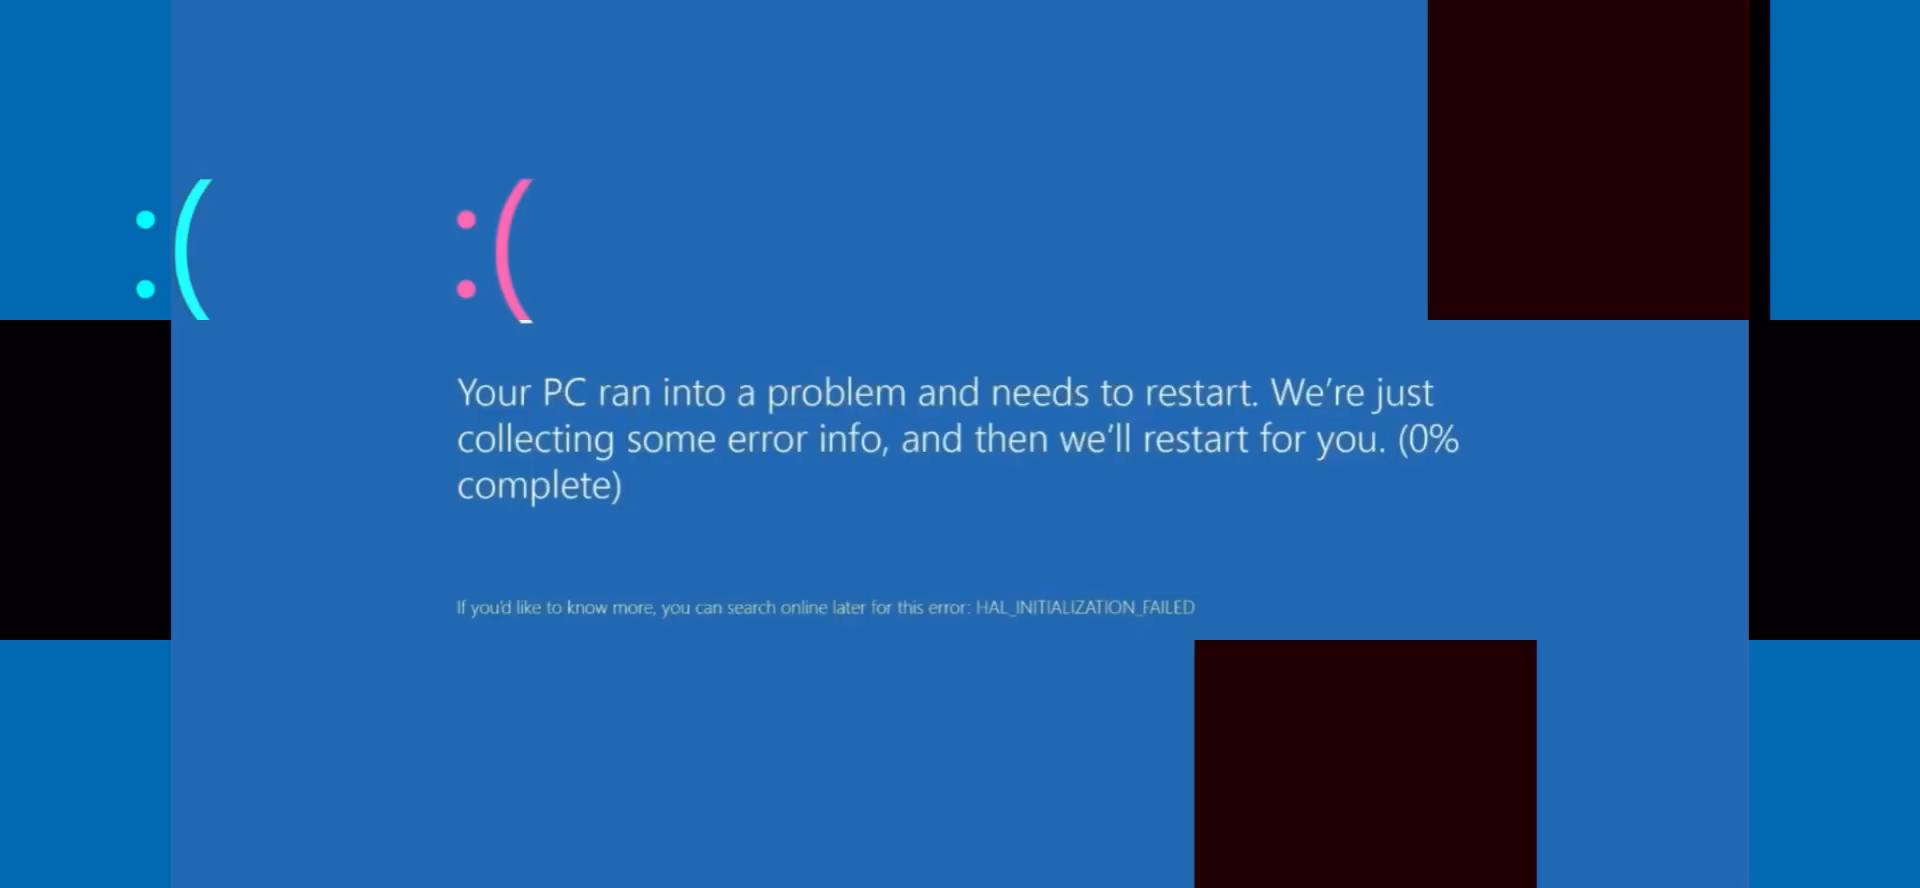 :( :(
Your PC ran into a problem and needs to restart. We’re just
collecting some error info, and then we’ll restart for you. (0%
complete)
If you’d like to know more, you can search online later for this error: HAL_INITIALIZATION_FAILED